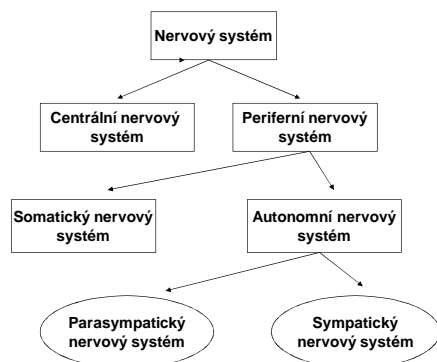 Nervový systém
Centrální nervový
systém
Periferní nervový
systém
Somatický nervový
systém
Autonomní nervový
systém
Parasympatický
nervový systém
Sympatický
nervový systém